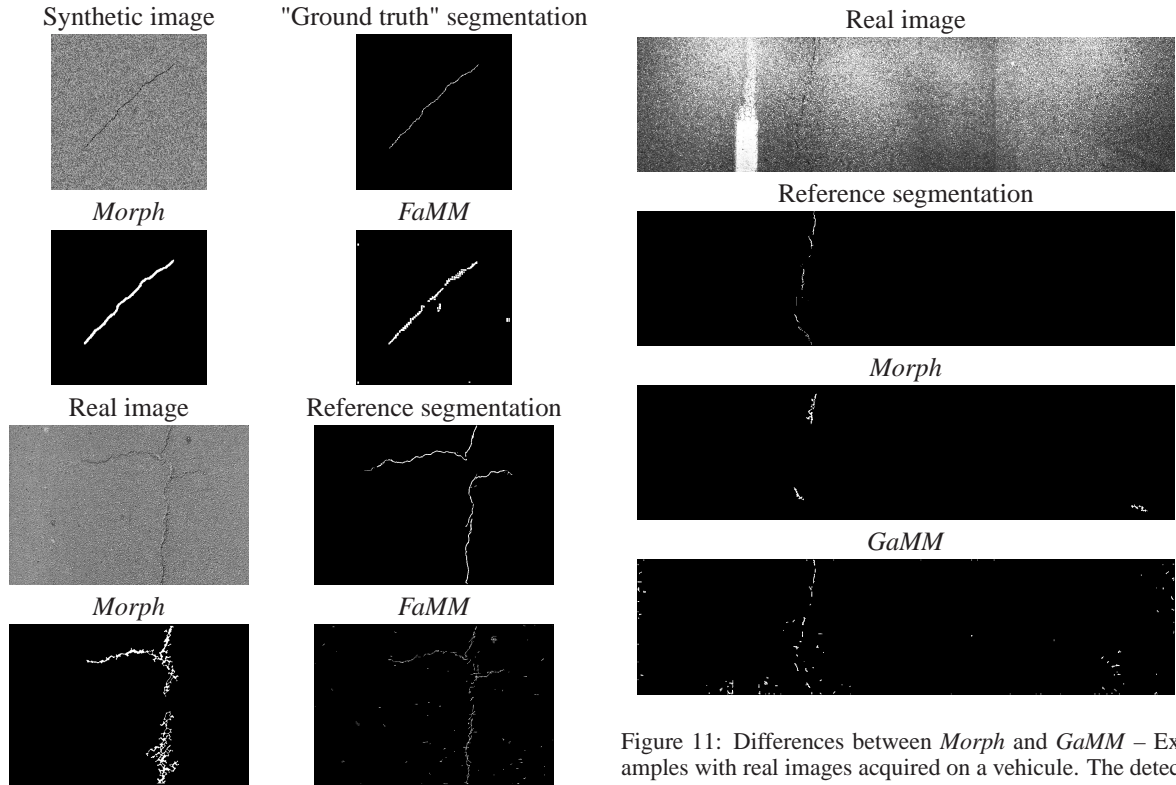 Synthetic image
"Ground truth" segmentation
Morph
FaMM
Real image
Reference segmentation
Morph
FaMM
Real image
Reference segmentation
Morph
GaMM
Figure 11: Differences between Morph and GaMM – Ex-
amples with real images acquired on a vehicule. The detec-